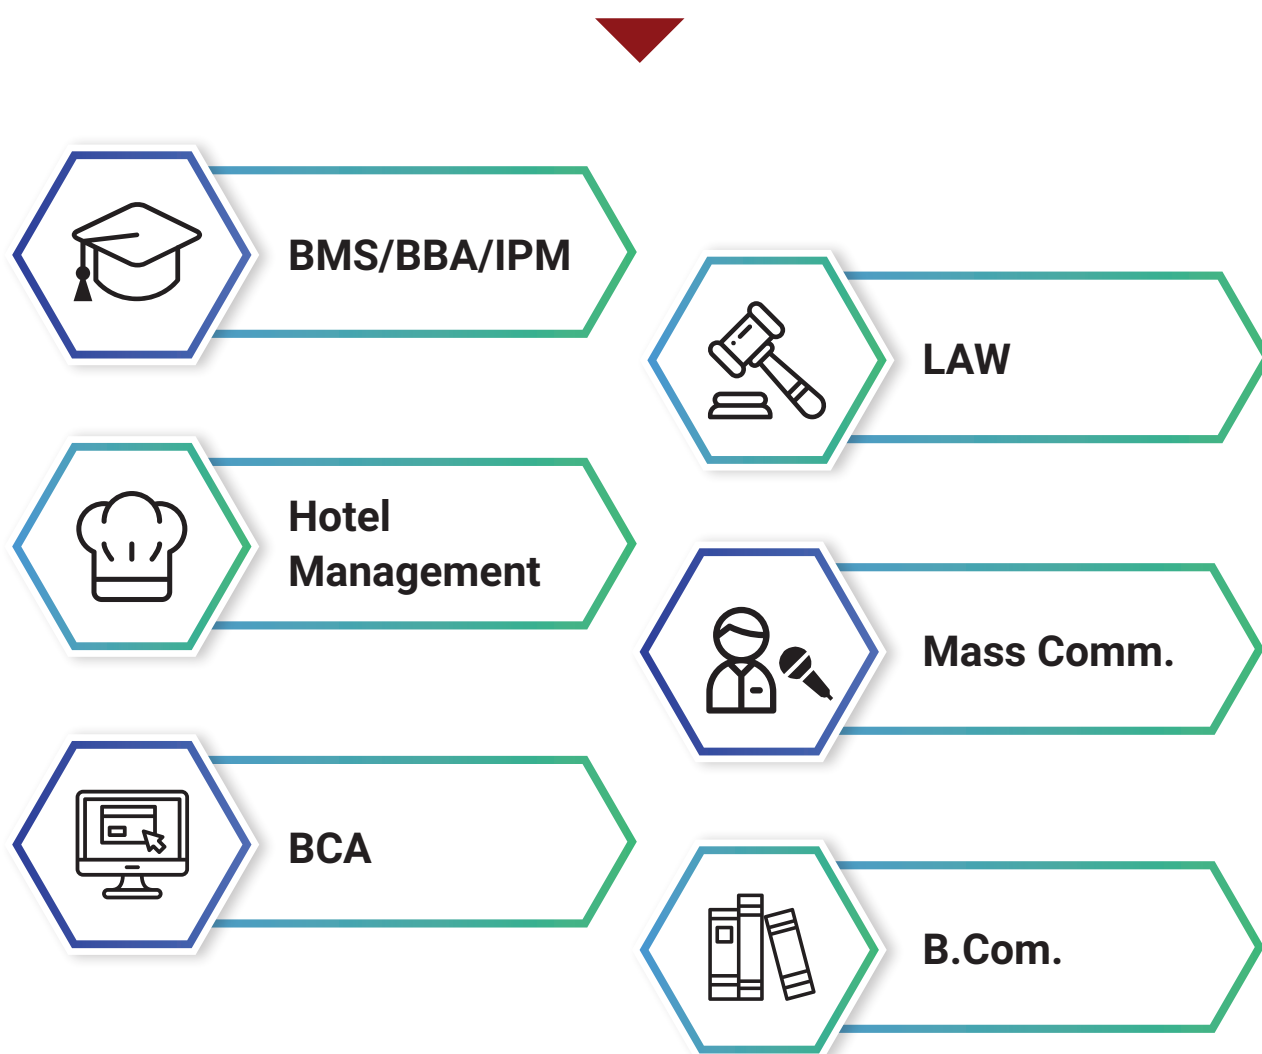 BMS/BBA/IPM
LAW
Hotel
Management
Mass Comm.
BCA
B.Com.